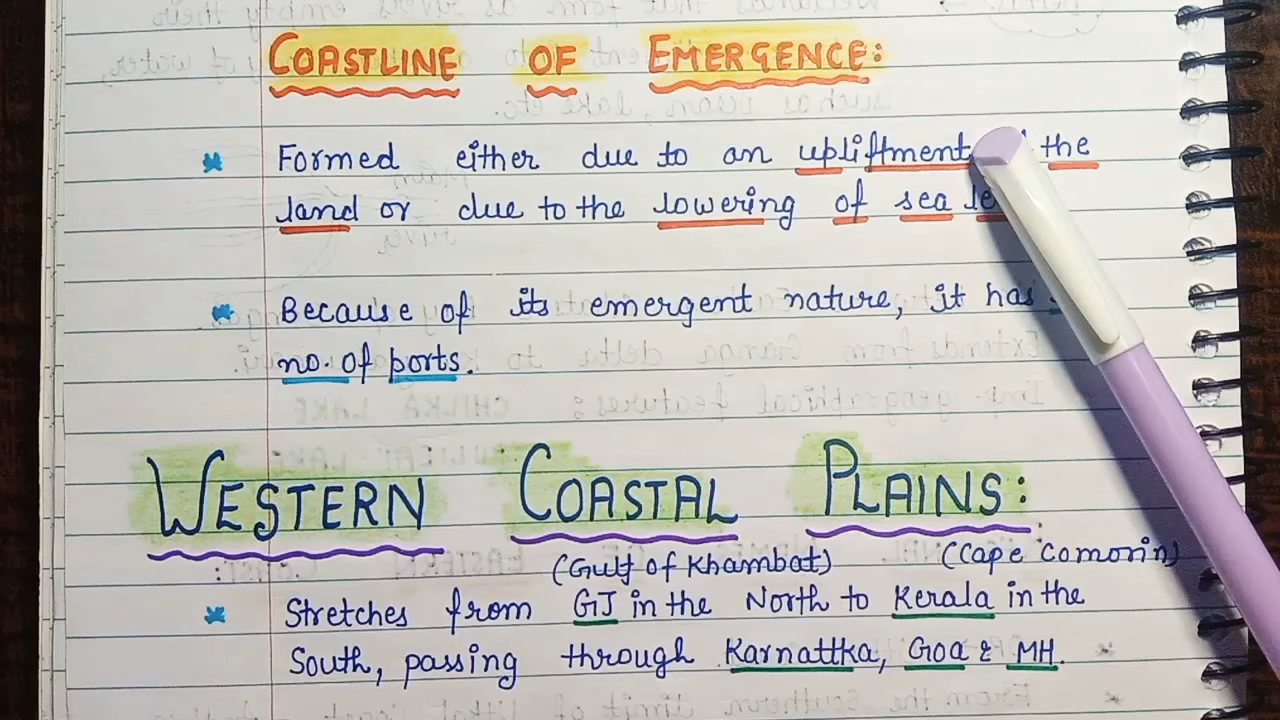 COASTLINE OF EMERGENCE:
Formed either due to an upliftment the
land or due to the lowering of sea
Because of its emergent nature, it has
no. of ports.
WESTERN COASTAL PLAINS:
(Gulf of Khambat) (Cape Comorin)
Stretches from GJ in the North to Kerala in the
South, passing through Karnattka, Goa & MH.